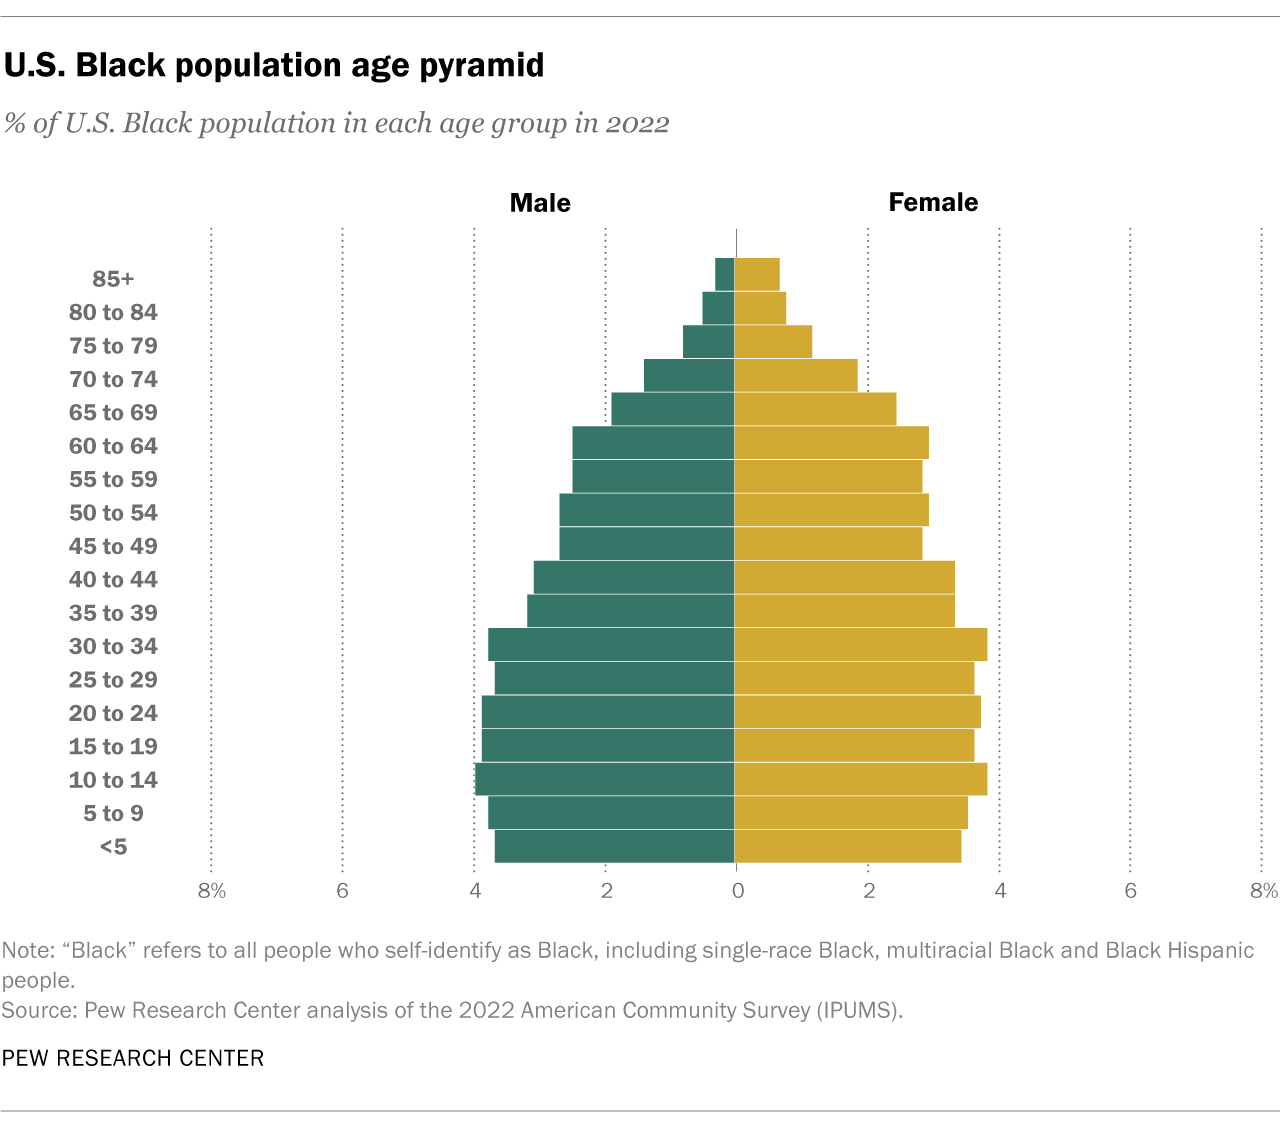 U.S. Black population age pyramid
% of U.S. Black population in each age group in 2022
Male Female
85+
80 to 84
75 to 79
70 to 74
65 to 69
60 to 64
55 to 59
50 to 54
45 to 49
40 to 44
35 to 39
30 to 34
25 to 29
20 to 24
15 to 19
10 to 14
5 to 9
<5
8% 6 4 2 0 2 4 6 8%
Note: “Black” refers to all people who self-identify as Black, including single-race Black, multiracial Black and Black Hispanic
people.
Source: Pew Research Center analysis of the 2022 American Community Survey (IPUMS).
PEW RESEARCH CENTER